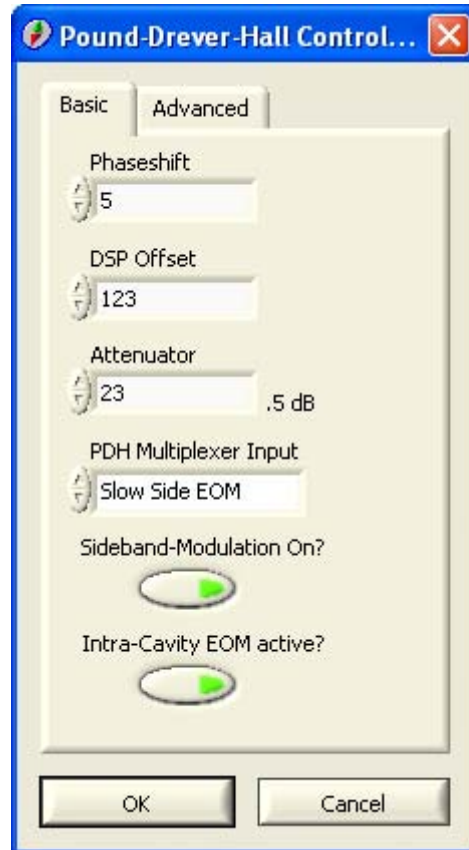 Pound-Drever-Hall Control...
Basic Advanced
Phaseshift
5
DSP Offset
123
Attenuator
23 .5 dB
PDH Multiplexer Input
Slow Side EOM
Sideband-Modulation On?
Intra-Cavity EOM active?
OK Cancel